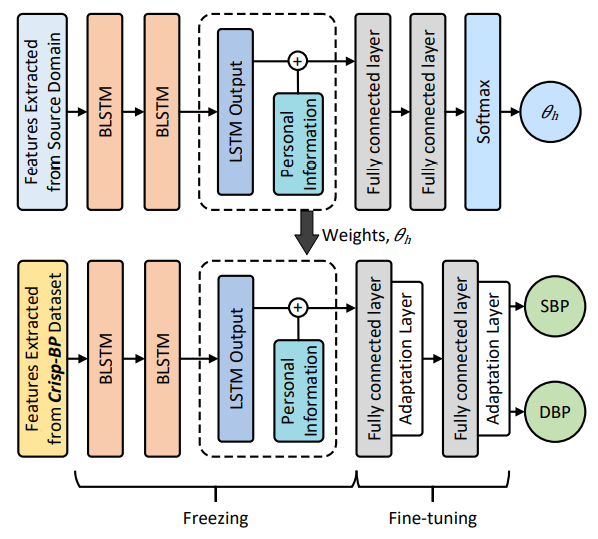 Features Extracted
from Source Domain
BLSTM
BLSTM
LSTM Output
+
Personal
Information
Fully connected layer
Fully connected layer
Softmax
θh
Weights, θh
Features Extracted
from Crisp-BP Dataset
BLSTM
BLSTM
LSTM Output
+
Personal
Information
Fully connected layer
Adaptation Layer
Fully connected layer
Adaptation Layer
SBP
DBP
Freezing
Fine-tuning